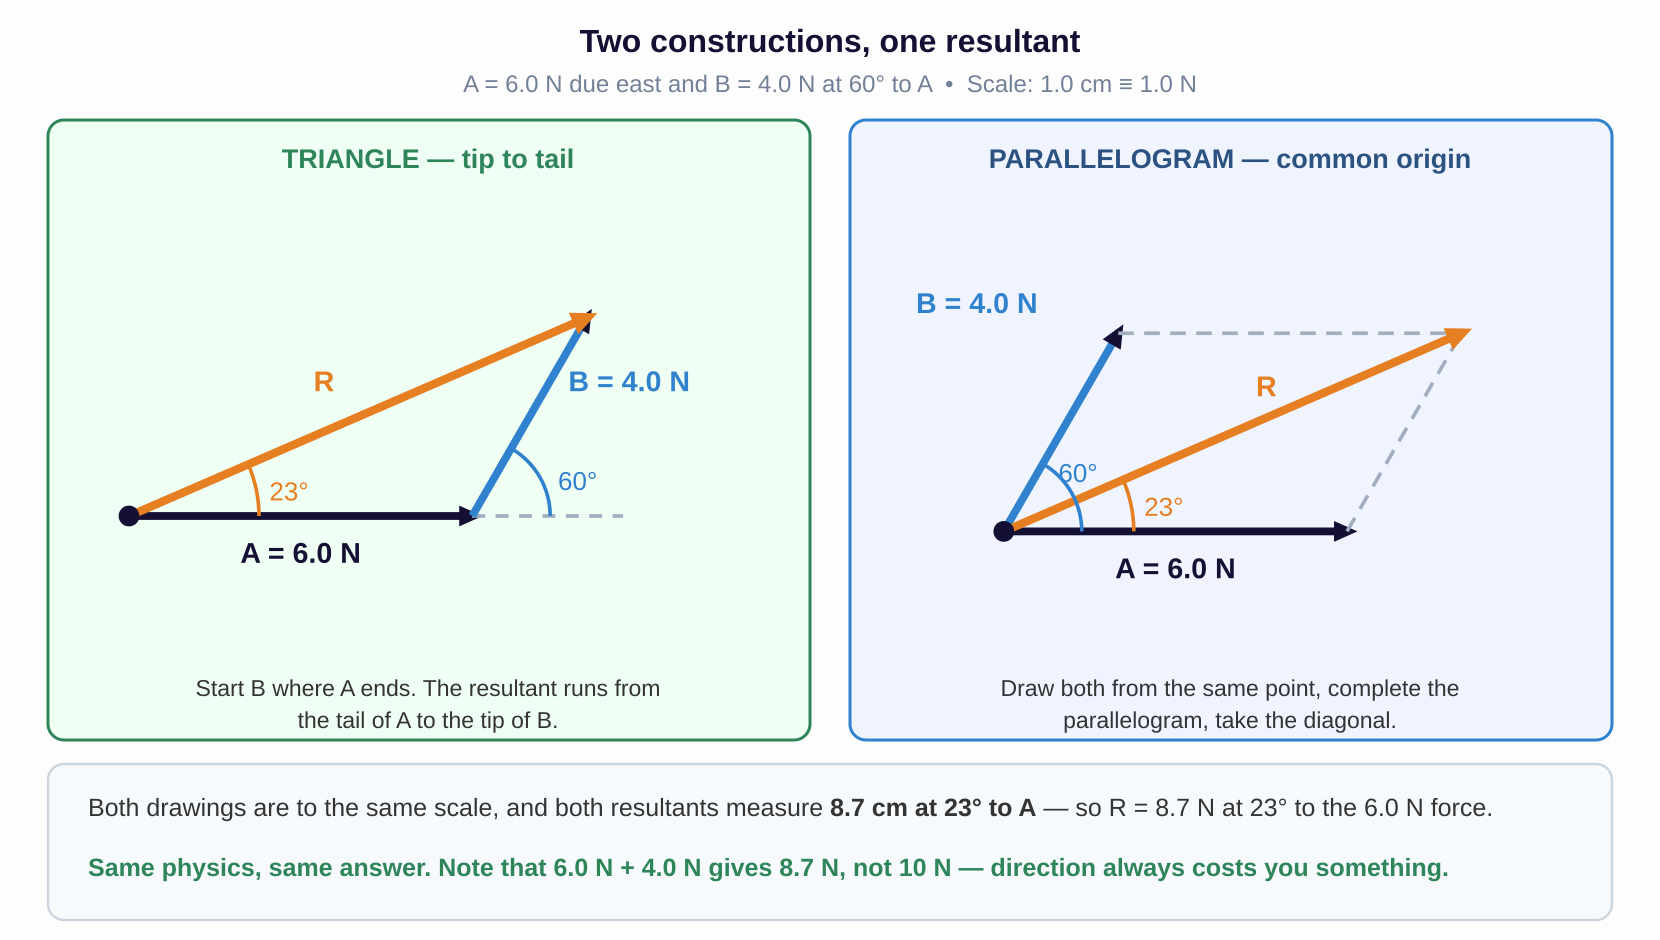 Two constructions, one resultant
A = 6.0 N due east and B = 4.0 N at 60° to A • Scale: 1.0 cm ≡ 1.0 N
TRIANGLE — tip to tail
R
B = 4.0 N
23°
60°
A = 6.0 N
Start B where A ends. The resultant runs from
the tail of A to the tip of B.
PARALLELOGRAM — common origin
B = 4.0 N
R
60°
23°
A = 6.0 N
Draw both from the same point, complete the
parallelogram, take the diagonal.
Both drawings are to the same scale, and both resultants measure 8.7 cm at 23° to A — so R = 8.7 N at 23° to the 6.0 N force.
Same physics, same answer. Note that 6.0 N + 4.0 N gives 8.7 N, not 10 N — direction always costs you something.